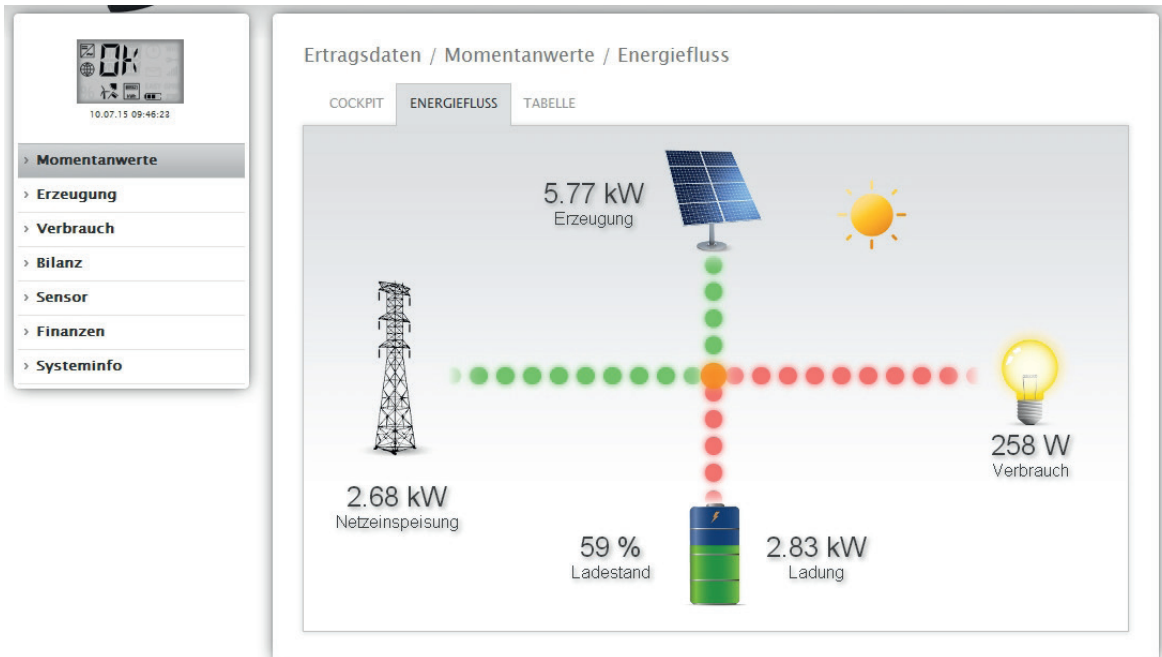 OK
10.07.15 09:46:23
› Momentanwerte
› Erzeugung
› Verbrauch
› Bilanz
› Sensor
› Finanzen
› Systeminfo
Ertragsdaten / Momentanwerte / Energiefluss
COCKPIT ENERGIEFLUSS TABELLE
5.77 kW
Erzeugung
258 W
Verbrauch
2.68 kW
Netzeinspeisung
59 %
Ladestand
2.83 kW
Ladung